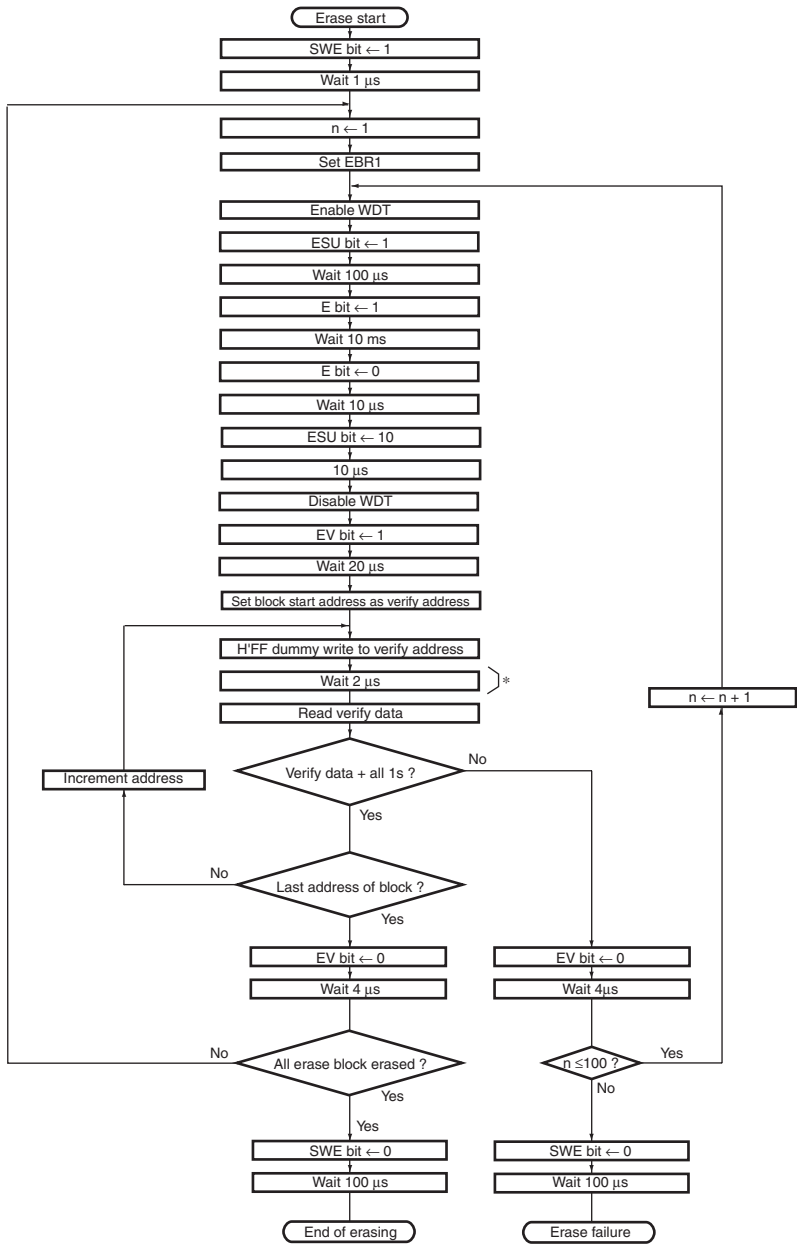 Erase start
SWE bit ← 1
Wait 1 µs
n ← 1
Set EBR1
Enable WDT
ESU bit ← 1
Wait 100 µs
E bit ← 1
Wait 10 ms
E bit ← 0
Wait 10 µs
ESU bit ← 10
10 µs
Disable WDT
EV bit ← 1
Wait 20 µs
Set block start address as verify address
H'FF dummy write to verify address
Wait 2 µs
*
n ← n + 1
Read verify data
Increment address
Verify data + all 1s ?
No
Yes
No
Last address of block ?
Yes
EV bit ← 0
EV bit ← 0
Wait 4 µs
Wait 4µs
No
All erase block erased ?
n ≤100 ?
Yes
Yes
No
Yes
SWE bit ← 0
SWE bit ← 0
Wait 100 µs
Wait 100 µs
End of erasing
Erase failure